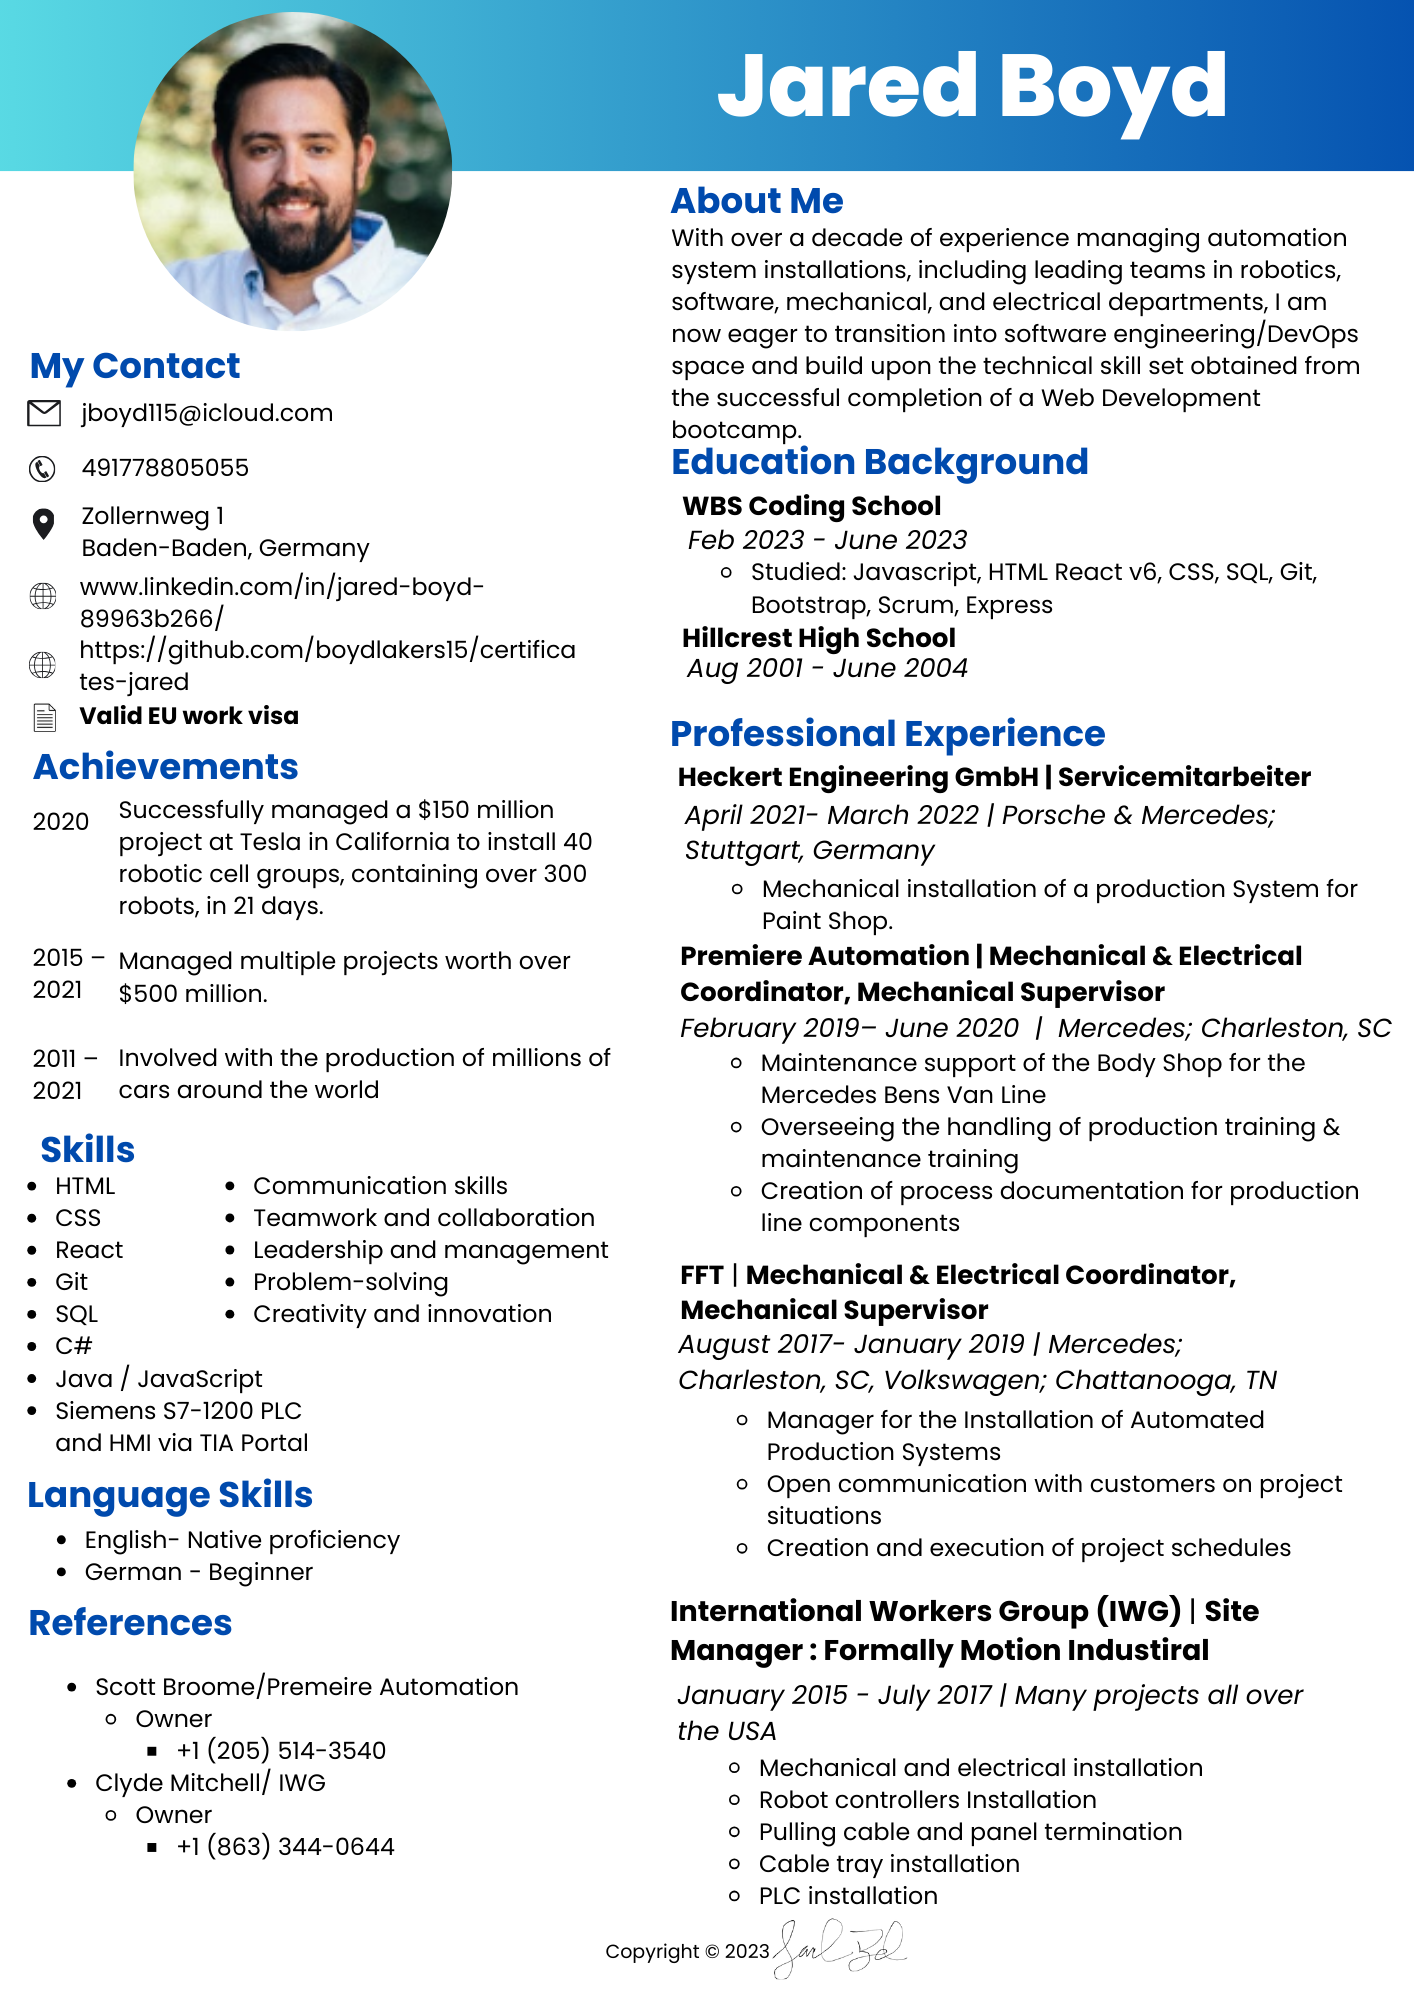 Jared Boyd
My Contact
jboyd115@icloud.com
491778805055
Zollernweg 1
Baden-Baden, Germany
www.linkedin.com/in/jared-boyd-
89963b266/
https://github.com/boydlakers15/certifica
tes-jared
Valid EU work visa
Achievements
2020
Successfully managed a $150 million
project at Tesla in California to install 40
robotic cell groups, containing over 300
robots, in 21 days.
2015 –
2021
Managed multiple projects worth over
$500 million.
2011 –
2021
Involved with the production of millions of
cars around the world
Skills
HTML
CSS
React
Git
SQL
C#
Java / JavaScript
Siemens S7-1200 PLC
and HMI via TIA Portal
Communication skills
Teamwork and collaboration
Leadership and management
Problem-solving
Creativity and innovation
Language Skills
English- Native proficiency
German - Beginner
References
Scott Broome/Premeire Automation
Owner
+1 (205) 514-3540
Clyde Mitchell/ IWG
Owner
+1 (863) 344-0644
About Me
With over a decade of experience managing automation
system installations, including leading teams in robotics,
software, mechanical, and electrical departments, I am
now eager to transition into software engineering/DevOps
space and build upon the technical skill set obtained from
the successful completion of a Web Development
bootcamp.
Education Background
WBS Coding School
Feb 2023 - June 2023
Studied: Javascript, HTML React v6, CSS, SQL, Git,
Bootstrap, Scrum, Express
Hillcrest High School
Aug 2001 - June 2004
Professional Experience
Heckert Engineering GmbH | Servicemitarbeiter
April 2021- March 2022 | Porsche & Mercedes;
Stuttgart, Germany
Mechanical installation of a production System for
Paint Shop.
Premiere Automation | Mechanical & Electrical
Coordinator, Mechanical Supervisor
February 2019– June 2020 | Mercedes; Charleston, SC
Maintenance support of the Body Shop for the
Mercedes Bens Van Line
Overseeing the handling of production training &
maintenance training
Creation of process documentation for production
line components
FFT | Mechanical & Electrical Coordinator,
Mechanical Supervisor
August 2017- January 2019 | Mercedes;
Charleston, SC, Volkswagen; Chattanooga, TN
Manager for the Installation of Automated
Production Systems
Open communication with customers on project
situations
Creation and execution of project schedules
International Workers Group (IWG) | Site
Manager : Formally Motion Industiral
January 2015 - July 2017 | Many projects all over
the USA
Mechanical and electrical installation
Robot controllers Installation
Pulling cable and panel termination
Cable tray installation
PLC installation
Copyright © 2023